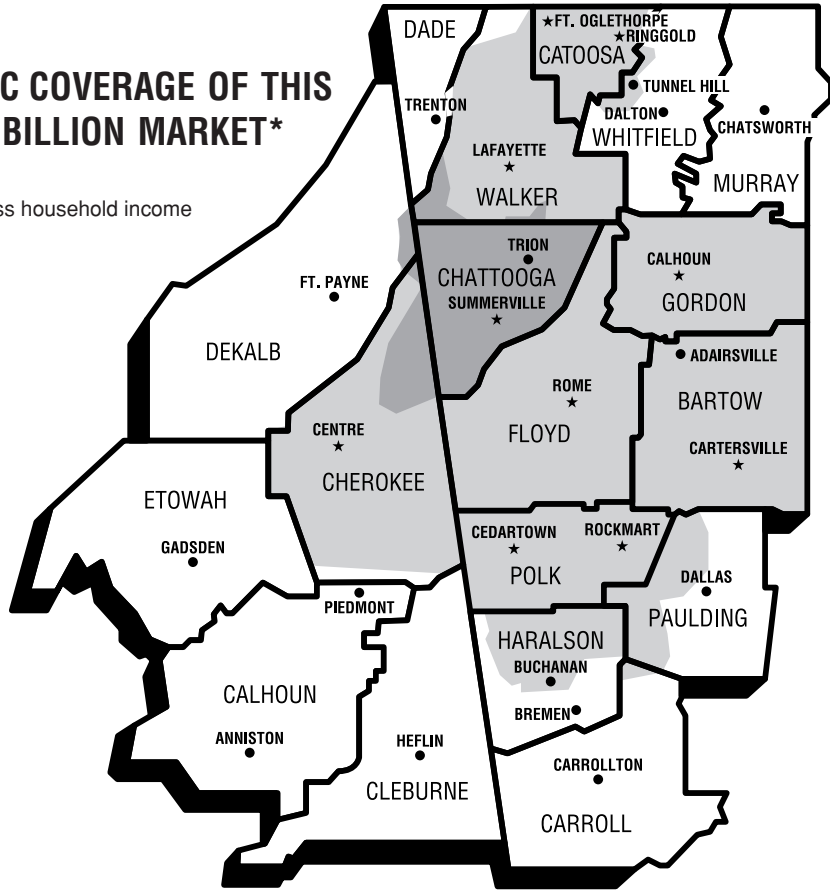 C COVERAGE OF THIS
BILLION MARKET*
ss household income
DADE
★FT. OGLETHORPE
★RINGGOLD
CATOOSA
TRENTON
TUNNEL HILL
DALTON
WHITFIELD
CHATSWORTH
MURRAY
LAFAYETTE
WALKER
TRION
CHATTOOGA
SUMMERVILLE
CALHOUN
GORDON
FT. PAYNE
DEKALB
ADAIRSVILLE
BARTOW
CARTERSVILLE
ROME
FLOYD
CENTRE
CHEROKEE
ETOWAH
GADSDEN
CEDARTOWN
ROCKMART
POLK
DALLAS
PAULDING
PIEDMONT
HARALSON
BUCHANAN
BREMEN
CALHOUN
ANNISTON
HEFLIN
CLEBURNE
CARROLLTON
CARROLL